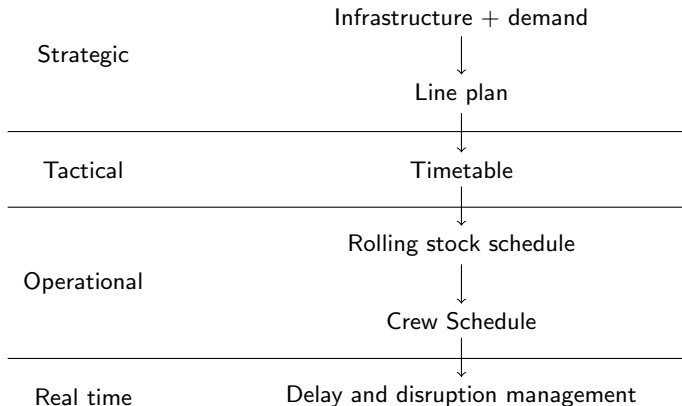 Infrastructure + demand
Strategic
Line plan
Tactical
Timetable
Rolling stock schedule
Operational
Crew Schedule
Real time
Delay and disruption management